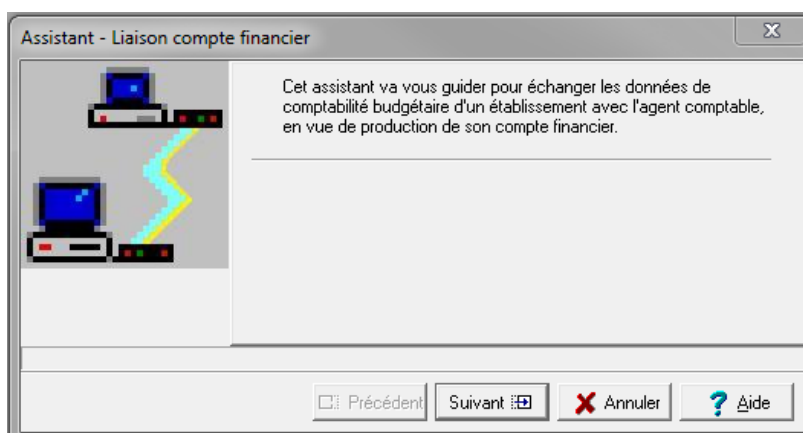 Assistant - Liaison compte financier
Cet assistant va vous guider pour échanger les données de
comptabilité budgétaire d'un établissement avec l'agent comptable,
en vue de production de son compte financier.
Précédent Suivant Annuler Aide